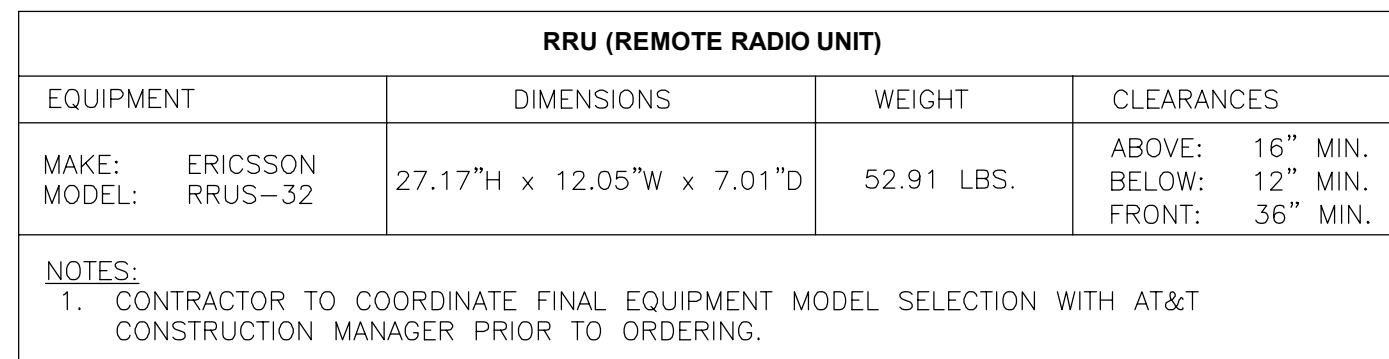 RRU (REMOTE RADIO UNIT)
EQUIPMENT DIMENSIONS WEIGHT CLEARANCES
MAKE: ERICSSON
MODEL: RRUS-32
27.17"H x 12.05"W x 7.01"D
52.91 LBS.
ABOVE: 16" MIN.
BELOW: 12" MIN.
FRONT: 36" MIN.
NOTES:
1. CONTRACTOR TO COORDINATE FINAL EQUIPMENT MODEL SELECTION WITH AT&T
CONSTRUCTION MANAGER PRIOR TO ORDERING.